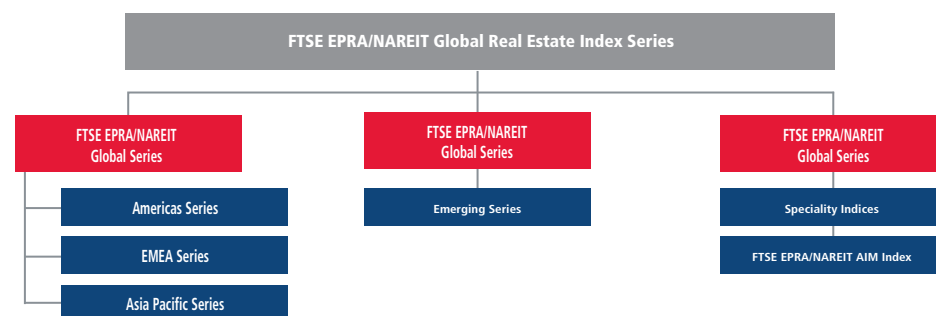 FTSE EPRA/NAREIT Global Real Estate Index Series
FTSE EPRA/NAREIT
Global Series
Americas Series
EMEA Series
Asia Pacific Series
FTSE EPRA/NAREIT
Global Series
Emerging Series
FTSE EPRA/NAREIT
Global Series
Speciality Indices
FTSE EPRA/NAREIT AIM Index